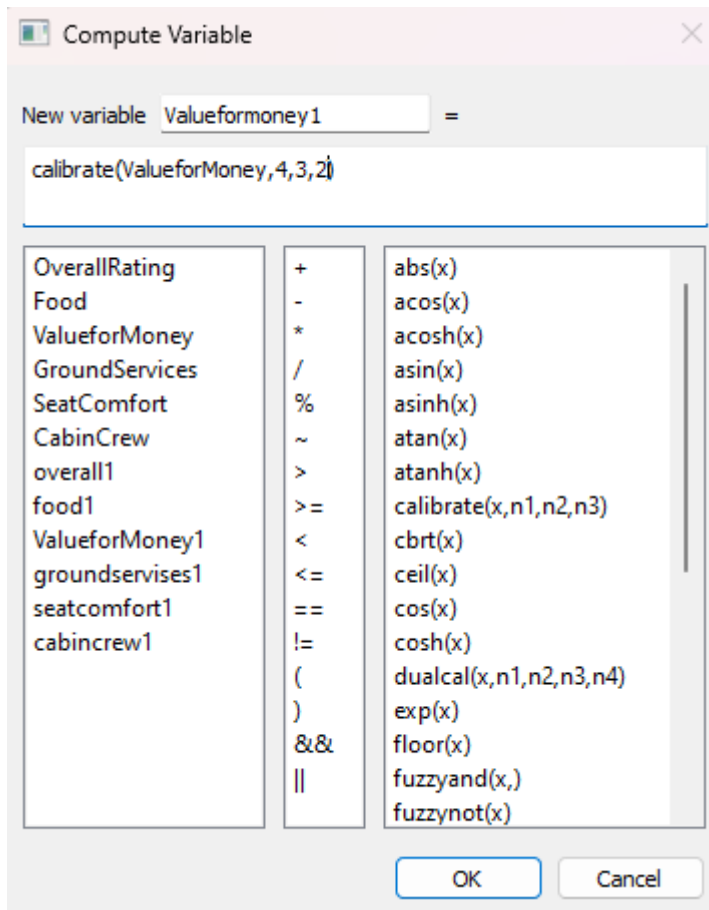 Compute Variable
New variable Valueformoney1 =
calibrate(ValueforMoney,4,3,2)
OverallRating
Food
ValueforMoney
GroundServices
SeatComfort
CabinCrew
overall1
food1
ValueforMoney1
groundservises1
seatcomfort1
cabincrew1
+
-
*
/
%
~
>
>=
<
<=
==
!=
(
)
&&
||
abs(x)
acos(x)
acosh(x)
asin(x)
asinh(x)
atan(x)
atanh(x)
calibrate(x,n1,n2,n3)
cbrt(x)
ceil(x)
cos(x)
cosh(x)
dualcal(x,n1,n2,n3,n4)
exp(x)
floor(x)
fuzzyand(x,)
fuzzynot(x)
OK Cancel